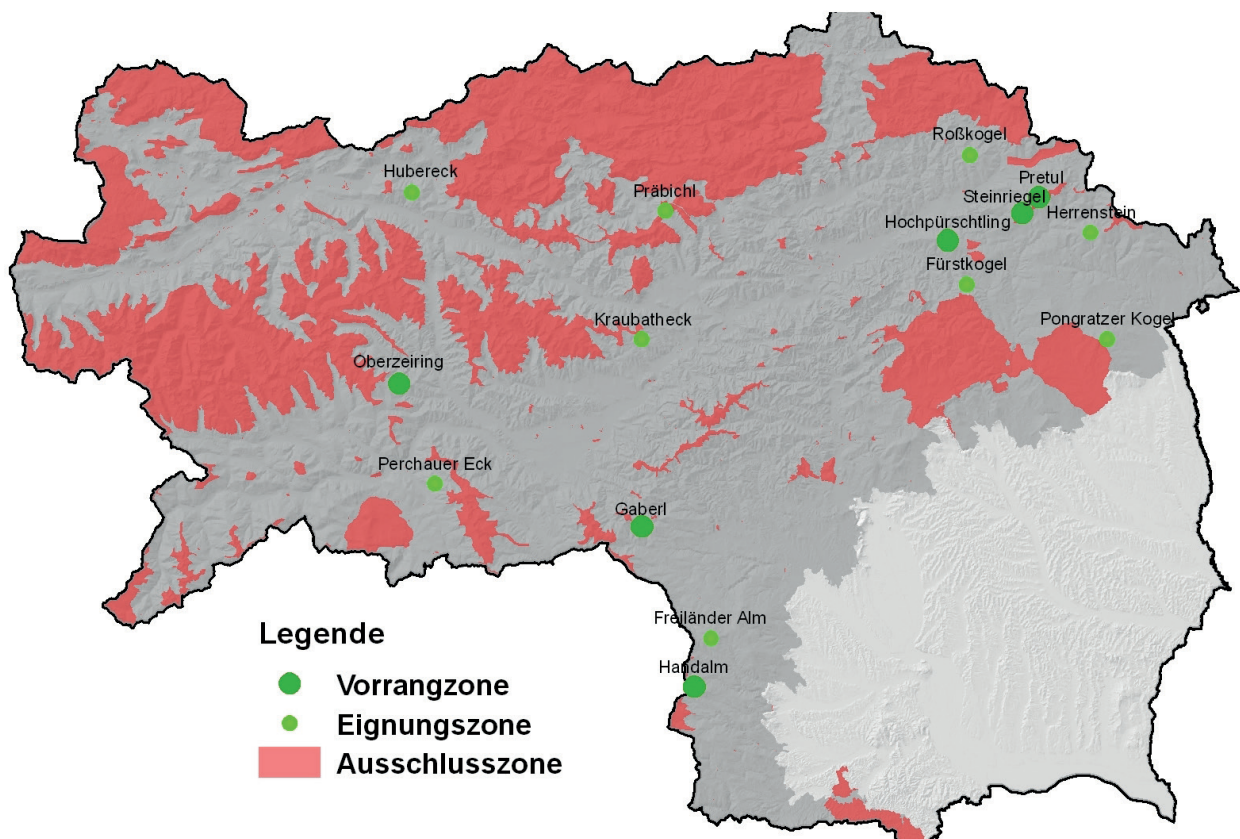 Roßkogel
Hubereck
Pretul
Präbichl
Steinriegel
Herrenstein
Hochpürschtling
Fürstkogel
Kraubatheck
Pongratzer Kogel
Oberzeiring
Perchauer Eck
Gaberl
Freiländer Alm
Handalm
Legende
Vorrangzone
Eignungszone
Ausschlusszone